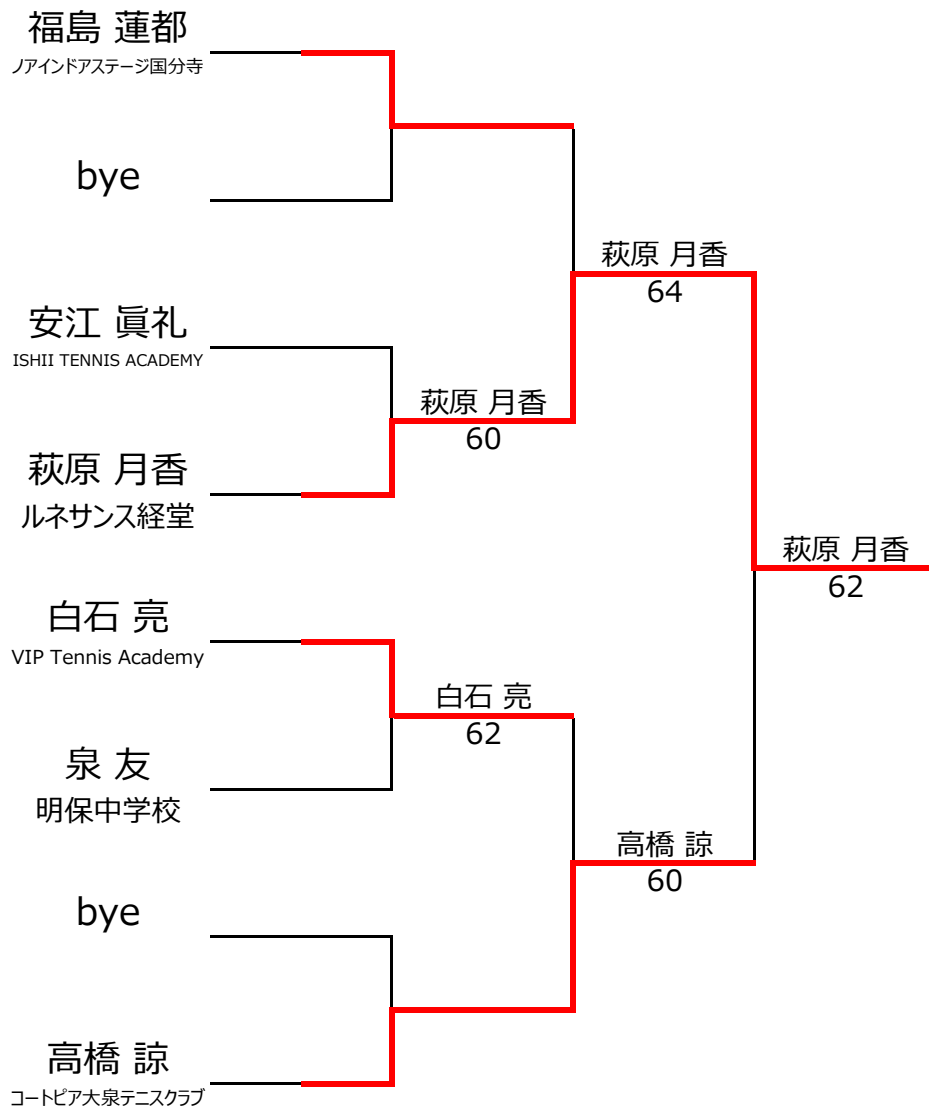 福島 蓮都
ノアインドアステージ国分寺
bye
安江 眞礼
ISHII TENNIS ACADEMY
萩原 月香
ルネサンス経堂
白石 亮
VIP Tennis Academy
泉 友
明保中学校
bye
高橋 諒
コートピア大泉テニスクラブ
萩原 月香
60
白石 亮
62
萩原 月香
64
高橋 諒
60
萩原 月香
62